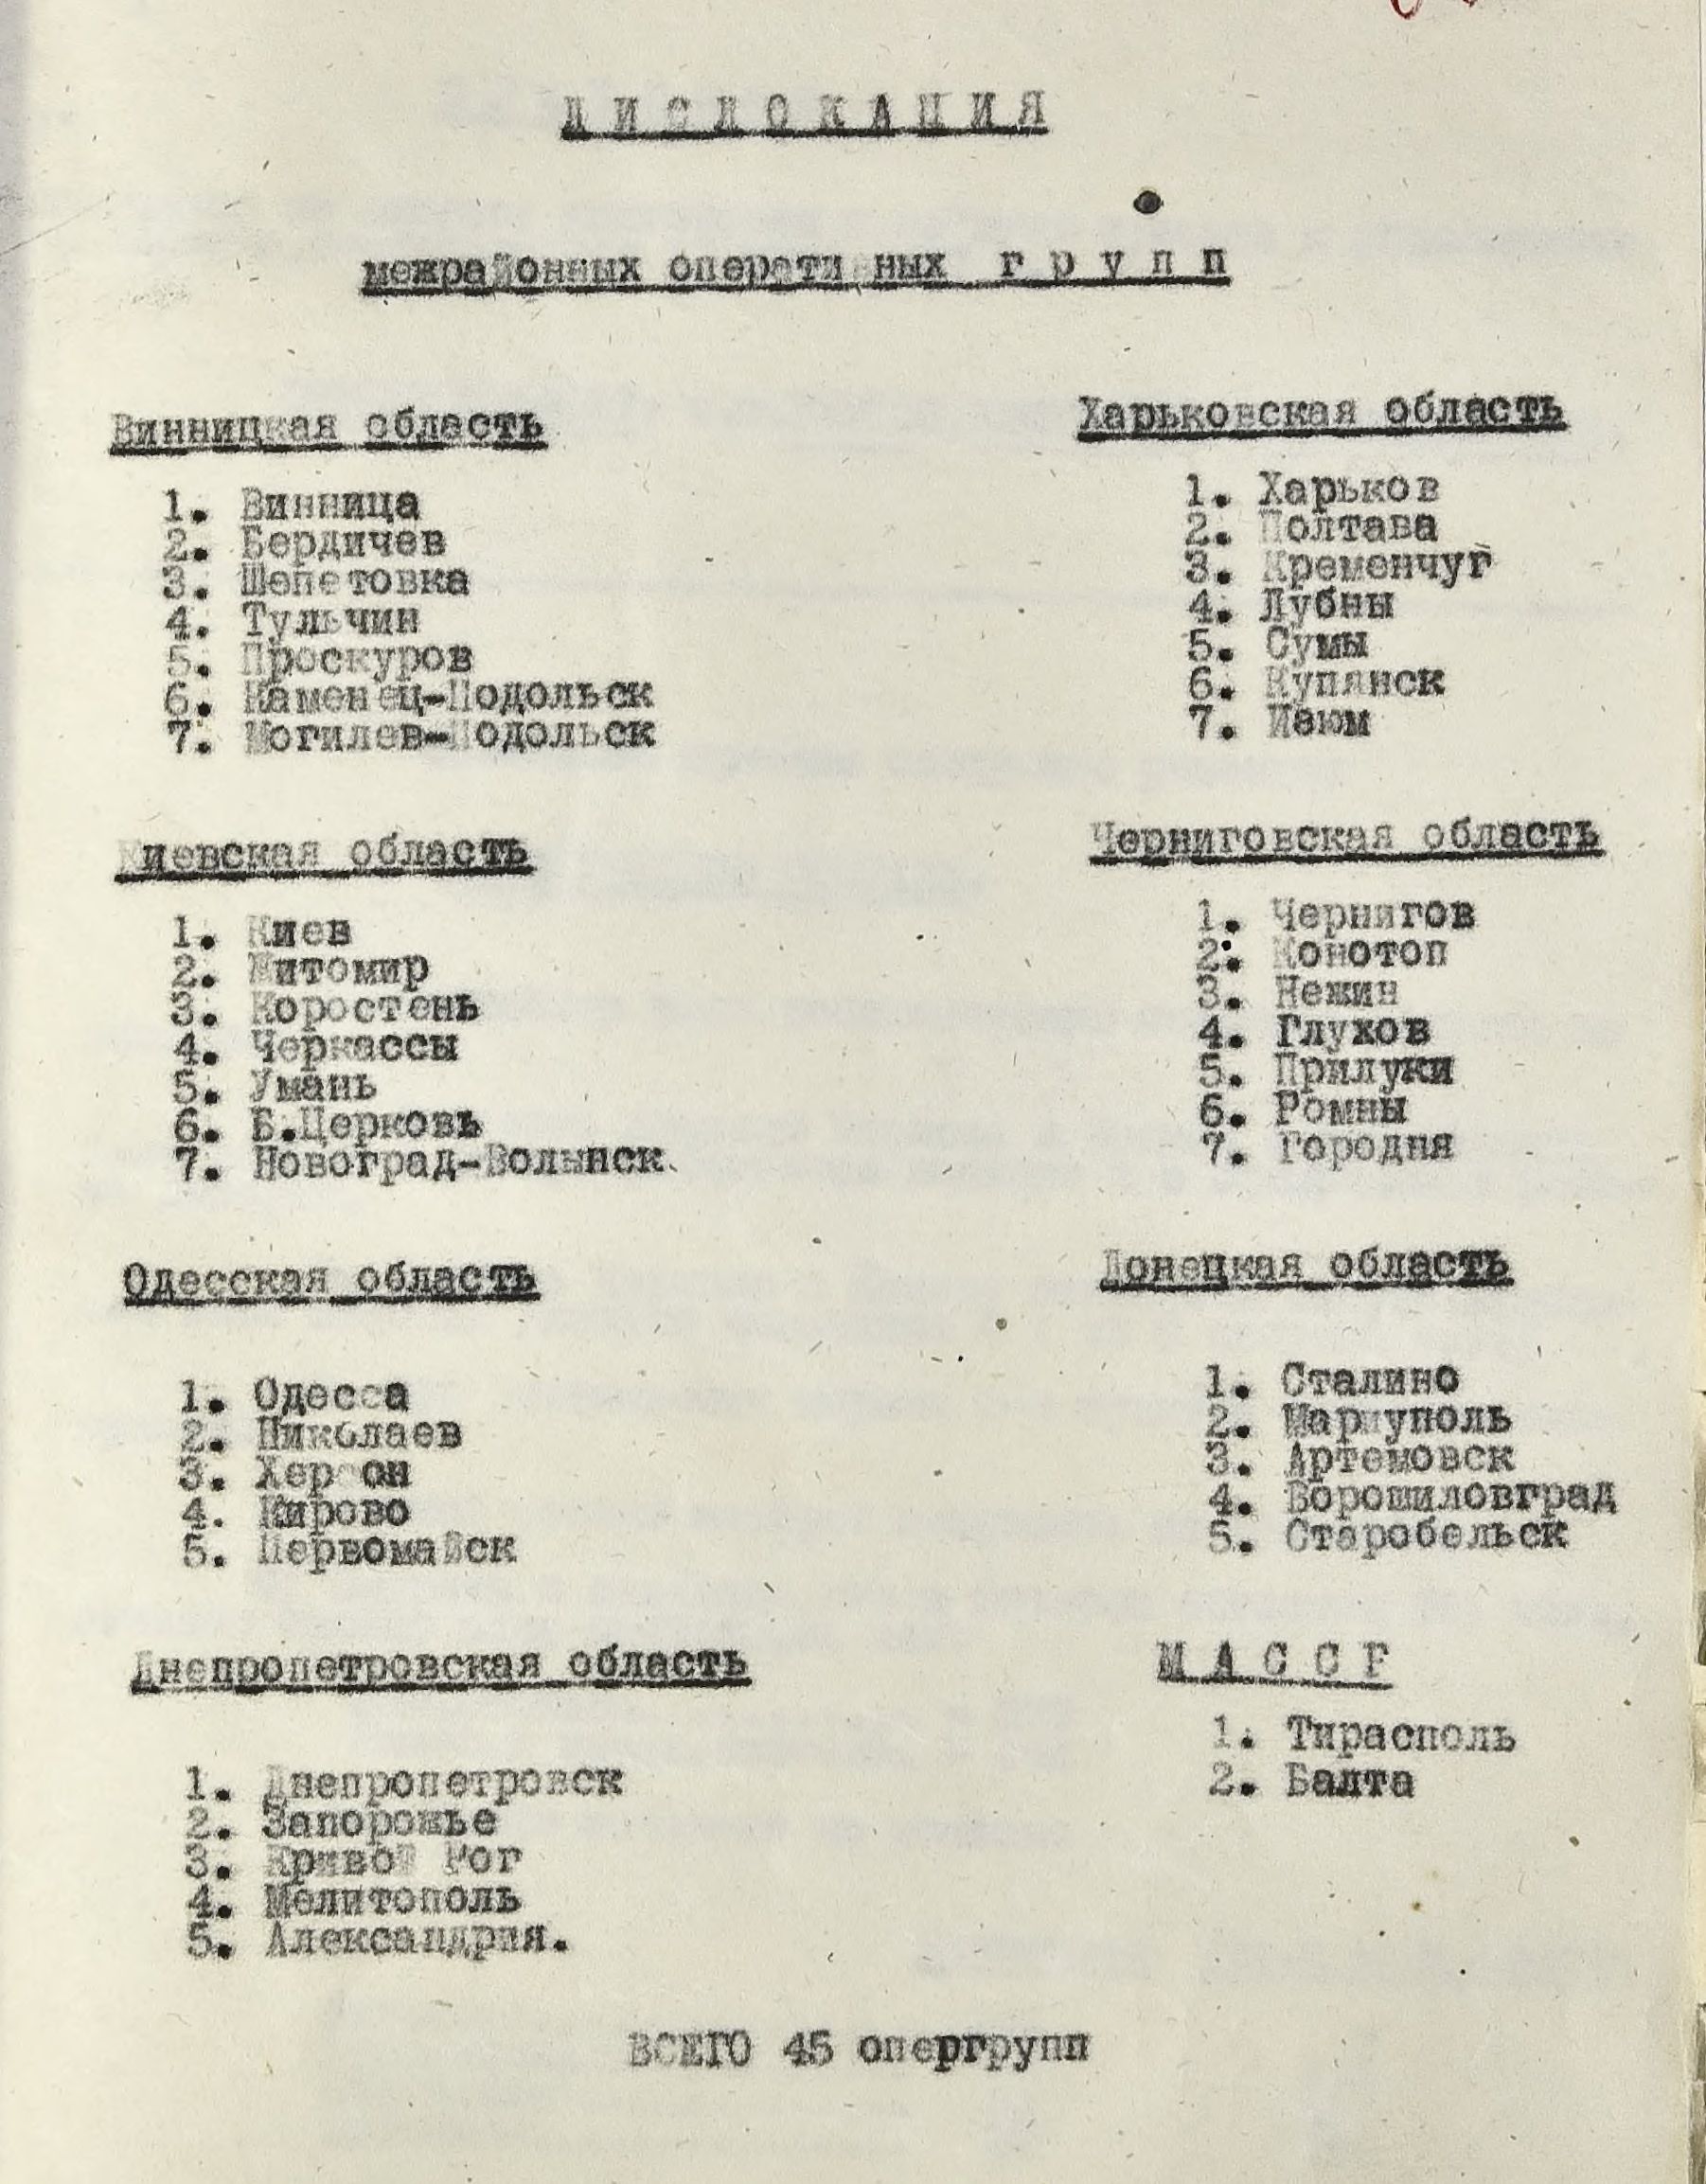 ДИСЛОКАЦИЯ
межрайонных оперативных групп
Винницкая область
1. Винница
2. Бердичев
3. Шепетовка
4. Тульчин
5. Проскуров
6. Каменец-Подольск
7. Могилев-Подольск
Киевская область
1. Киев
2. Житомир
3. Коростень
4. Черкассы
5. Умань
6. Б.Церковь
7. Новоград-Волынск
Одесская область
1. Одесса
2. Николаев
3. Херсон
4. Кирово
5. Первомайск
Днепропетровская область
1. Днепропетровск
2. Запорожье
3. Кривой Рог
4. Мелитополь
5. Александрия.
Харьковская область
1. Харьков
2. Полтава
3. Кременчуг
4. Лубны
5. Сумы
6. Купянск
7. Изюм
Черниговская область
1. Чернигов
2. Конотоп
3. Нежин
4. Глухов
5. Прилуки
6. Ромны
7. Городня
Донецкая область
1. Сталино
2. Мариуполь
3. Артемовск
4. Ворошиловград
5. Старобельск
МАССР
1. Тирасполь
2. Балта
ВСЕГО 45 опергрупп